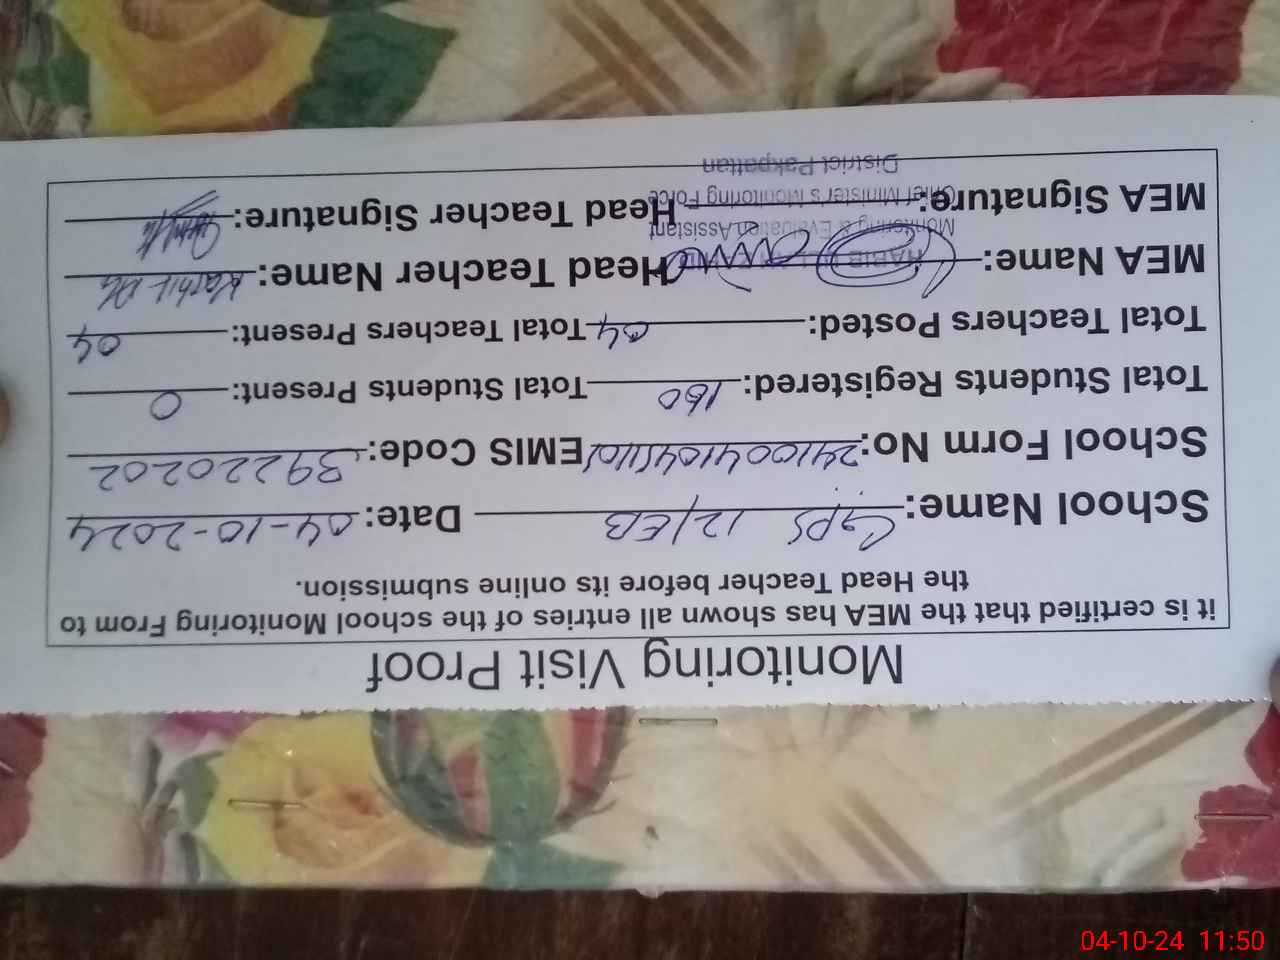 Monitoring Visit Proof
it is certified that the MEA has shown all entries of the school Monitoring From to
the Head Teacher before its online submission.
School Name: GPS 12/EB Date: 04-10-2024
School Form No: EMIS Code: 39220202
Total Students Registered: 160 Total Students Present: 0
Total Teachers Posted: 04 Total Teachers Present: 04
MEA Name: HABIB Head Teacher Name:
Monitoring & Evaluation Assistant
MEA Signature: Head Teacher Signature:
Chief Minister's Monitoring Force
District Pakpattan
04-10-24 11:50